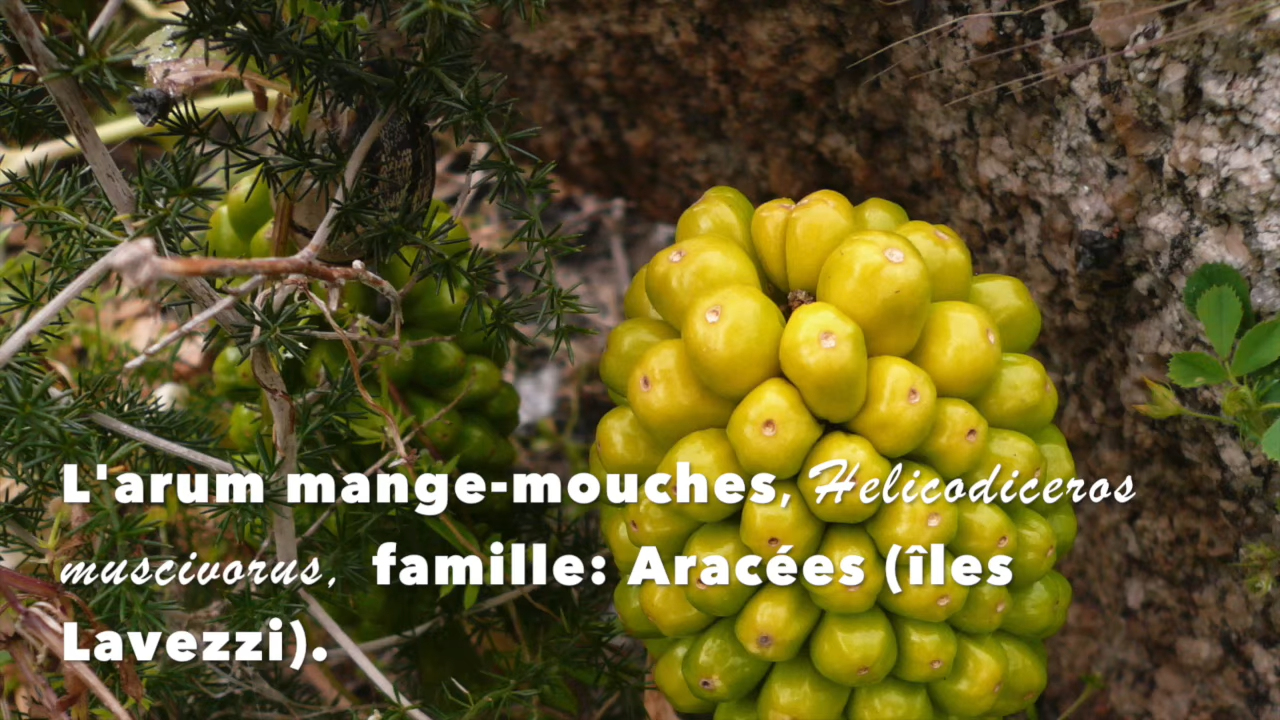 L'arum mange-mouches, Helicodiceros
muscivorus, famille: Aracées (îles
Lavezzi).